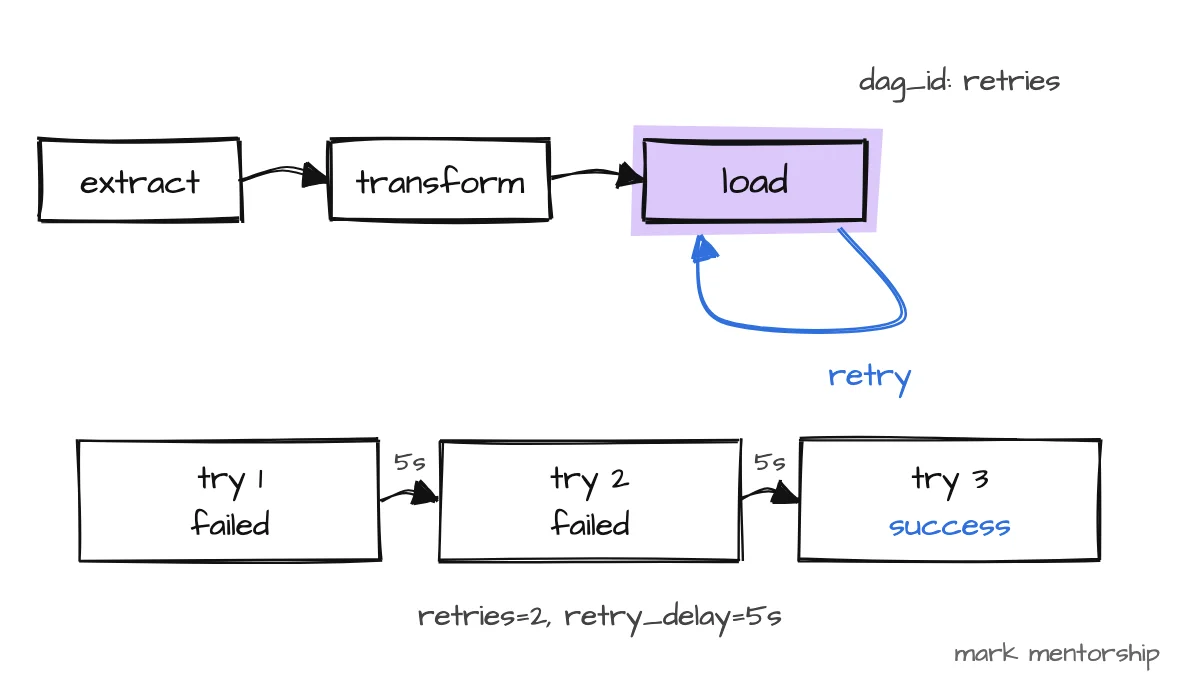 dag_id: retries
extract
transform
load
retry
5s
5s
try 1
failed
try 2
failed
try 3
success
retries=2, retry_delay=5s
mark mentorship